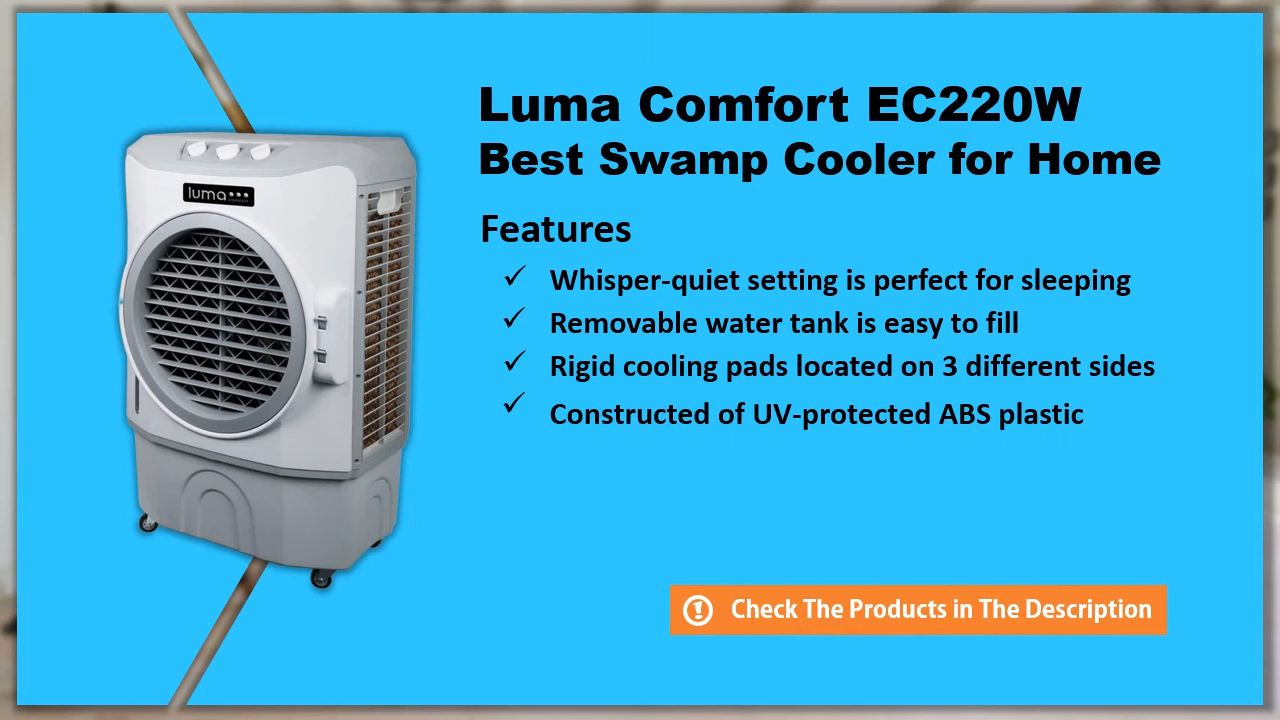 Luma Comfort EC220W
Best Swamp Cooler for Home
Features
✓ Whisper-quiet setting is perfect for sleeping
✓ Removable water tank is easy to fill
✓ Rigid cooling pads located on 3 different sides
✓ Constructed of UV-protected ABS plastic
luma
Check The Products in The Description